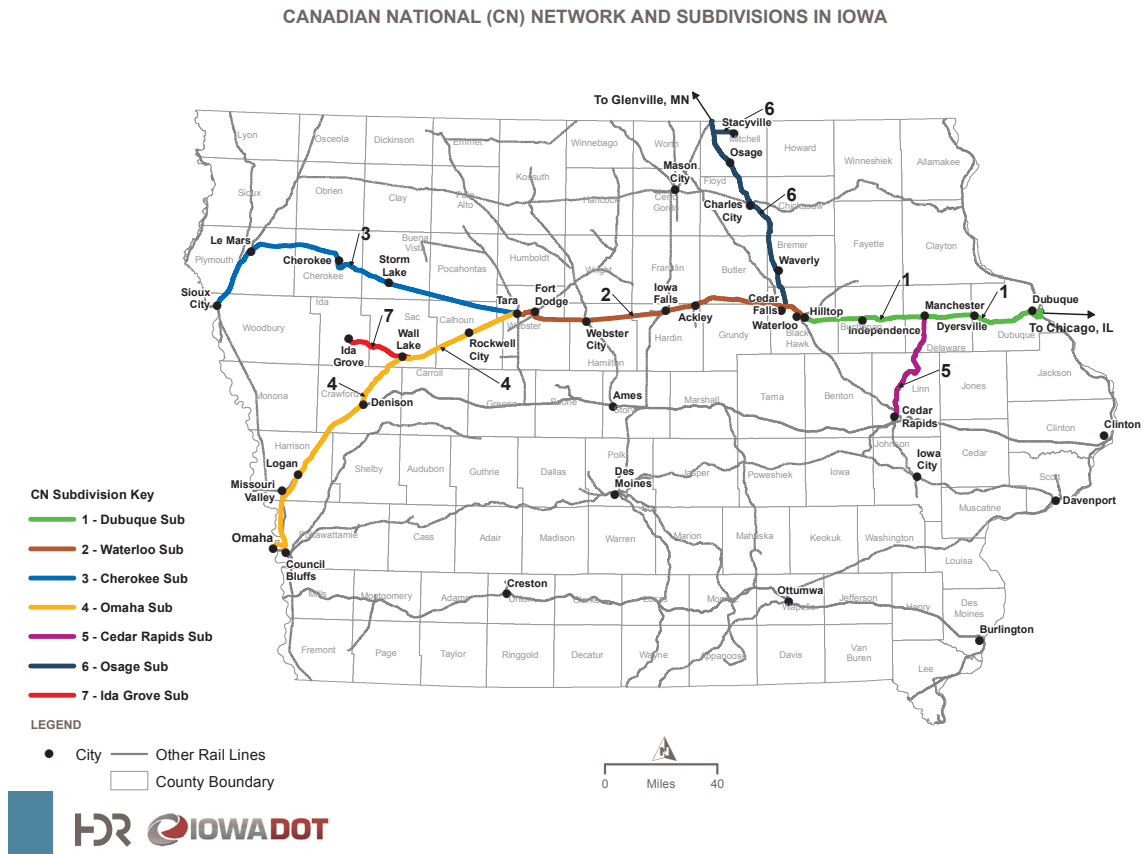 CANADIAN NATIONAL (CN) NETWORK AND SUBDIVISIONS IN IOWA
To Glenville, MN
6
Stacyville
Mitchell
Lyon
Osceola
Dickinson
Emmet
Winnebago
Worth
Howard
Winneshiek
Allamakee
Osage
Mason
City
Kossuth
Sioux
Obrien
Clay
Palo
Alto
Hancock
Cerro
Gordo
Floyd
6
Charles
City
Chickasaw
Le Mars
3
Plymouth
Cherokee
Cherokee
Storm
Lake
Buena
Vista
Pocahontas
Humboldt
Wright
Franklin
Butler
Bremer
Waverly
Fayette
Clayton
Sioux
City
Ida
Sac
Calhoun
Tara
Fort
Dodge
Webster
2
Iowa
Falls
Ackley
Cedar
Falls
Waterloo
Hilltop
1
Manchester
1
Dubuque
To Chicago, IL
Woodbury
7
Ida
Grove
Wall
Lake
Rockwell
City
Webster
City
Hamilton
Hardin
Grundy
Black
Hawk
Buchanan
Independence
Dyersville
Delaware
Dubuque
4
4
Carroll
Crawford
Denison
Monona
Greene
Boone
Ames
Story
Marshall
Tama
Benton
5
Linn
Jones
Jackson
Cedar
Rapids
Clinton
Clinton
Harrison
Logan
Missouri
Valley
Shelby
Audubon
Guthrie
Dallas
Polk
Des
Moines
Jasper
Poweshiek
Iowa
Johnson
Iowa
City
Cedar
Scott
Davenport
Muscatine
Omaha
Council
Bluffs
Pottawattamie
Cass
Adair
Madison
Warren
Marion
Mahaska
Keokuk
Washington
Louisa
Mills
Montgomery
Adams
Creston
Union
Clarke
Lucas
Monroe
Ottumwa
Wapello
Jefferson
Henry
Des
Moines
Burlington
Fremont
Page
Taylor
Ringgold
Decatur
Wayne
Appanoose
Davis
Van
Buren
Lee
CN Subdivision Key
1 - Dubuque Sub
2 - Waterloo Sub
3 - Cherokee Sub
4 - Omaha Sub
5 - Cedar Rapids Sub
6 - Osage Sub
7 - Ida Grove Sub
LEGEND
City
Other Rail Lines
County Boundary
N
0
Miles
40
HDR
IOWADOT